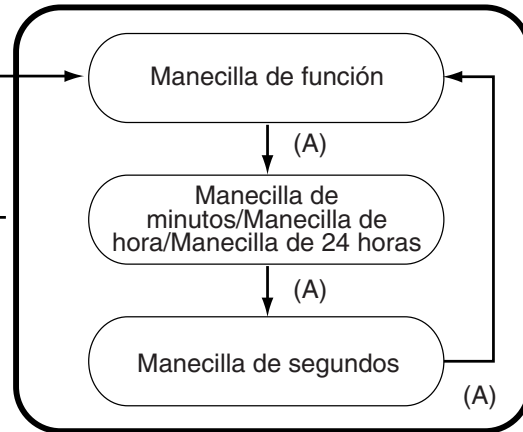 Manecilla de función
(A)
Manecilla de
minutos/Manecilla de
hora/Manecilla de 24 horas
(A)
Manecilla de segundos
(A)